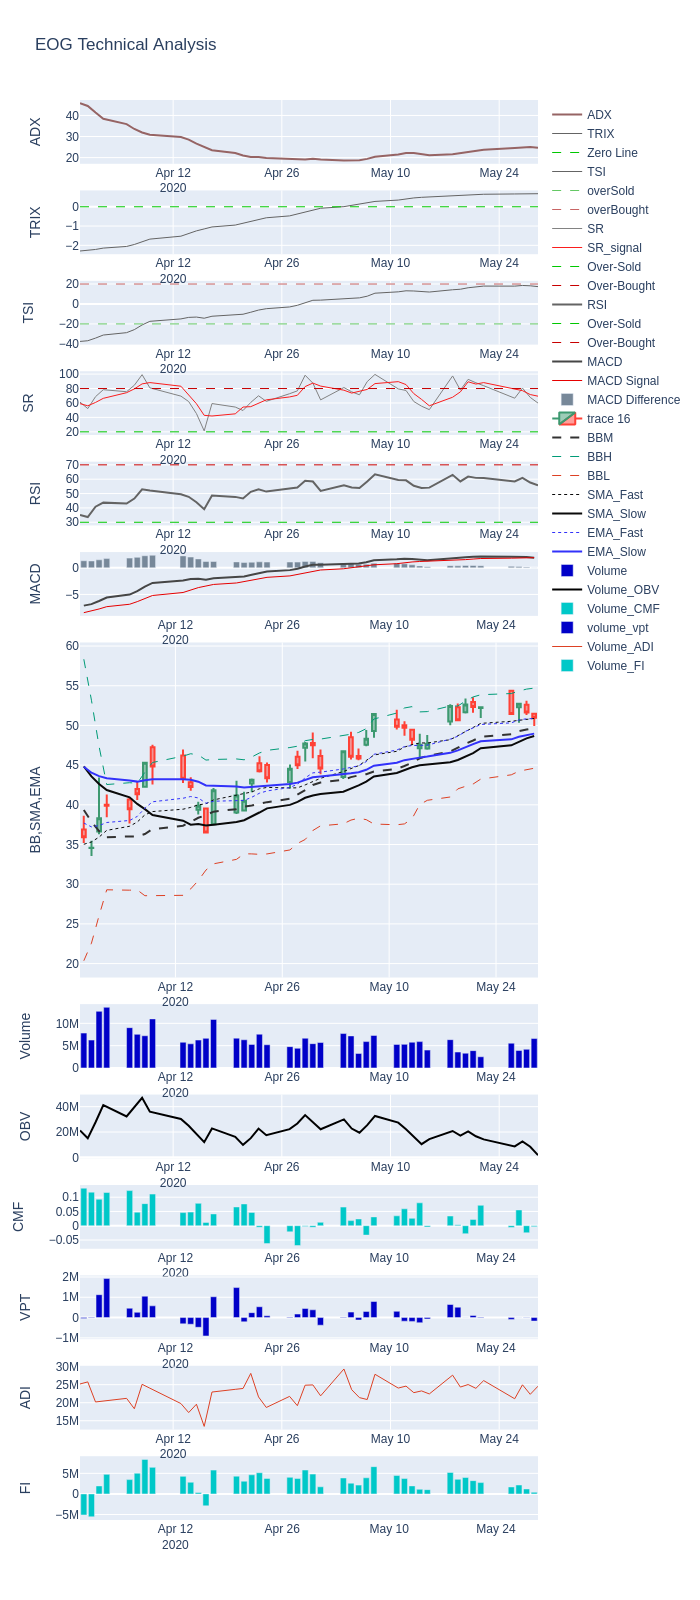 EOG Technical Analysis
ADX
40
30
20
Apr 12
2020
Apr 26
May 10
May 24
TRIX
0
−1
−2
Apr 12
2020
Apr 26
May 10
May 24
TSI
20
0
−20
−40
Apr 12
2020
Apr 26
May 10
May 24
SR
100
80
60
40
20
Apr 12
2020
Apr 26
May 10
May 24
RSI
70
60
50
40
30
Apr 12
2020
Apr 26
May 10
May 24
MACD
0
−5
Apr 12
2020
Apr 26
May 10
May 24
BB,SMA,EMA
60
55
50
45
40
35
30
25
20
Apr 12
2020
Apr 26
May 10
May 24
Volume
10M
5M
0
Apr 12
2020
Apr 26
May 10
May 24
OBV
40M
20M
0
Apr 12
2020
Apr 26
May 10
May 24
CMF
0.1
0.05
0
−0.05
Apr 12
2020
Apr 26
May 10
May 24
VPT
2M
1M
0
−1M
Apr 12
2020
Apr 26
May 10
May 24
ADI
30M
25M
20M
15M
Apr 12
2020
Apr 26
May 10
May 24
FI
5M
0
−5M
Apr 12
2020
Apr 26
May 10
May 24
ADX
TRIX
Zero Line
TSI
overSold
overBought
SR
SR_signal
Over-Sold
Over-Bought
RSI
Over-Sold
Over-Bought
MACD
MACD Signal
MACD Difference
trace 16
BBM
BBH
BBL
SMA_Fast
SMA_Slow
EMA_Fast
EMA_Slow
Volume
Volume_OBV
Volume_CMF
volume_vpt
Volume_ADI
Volume_FI